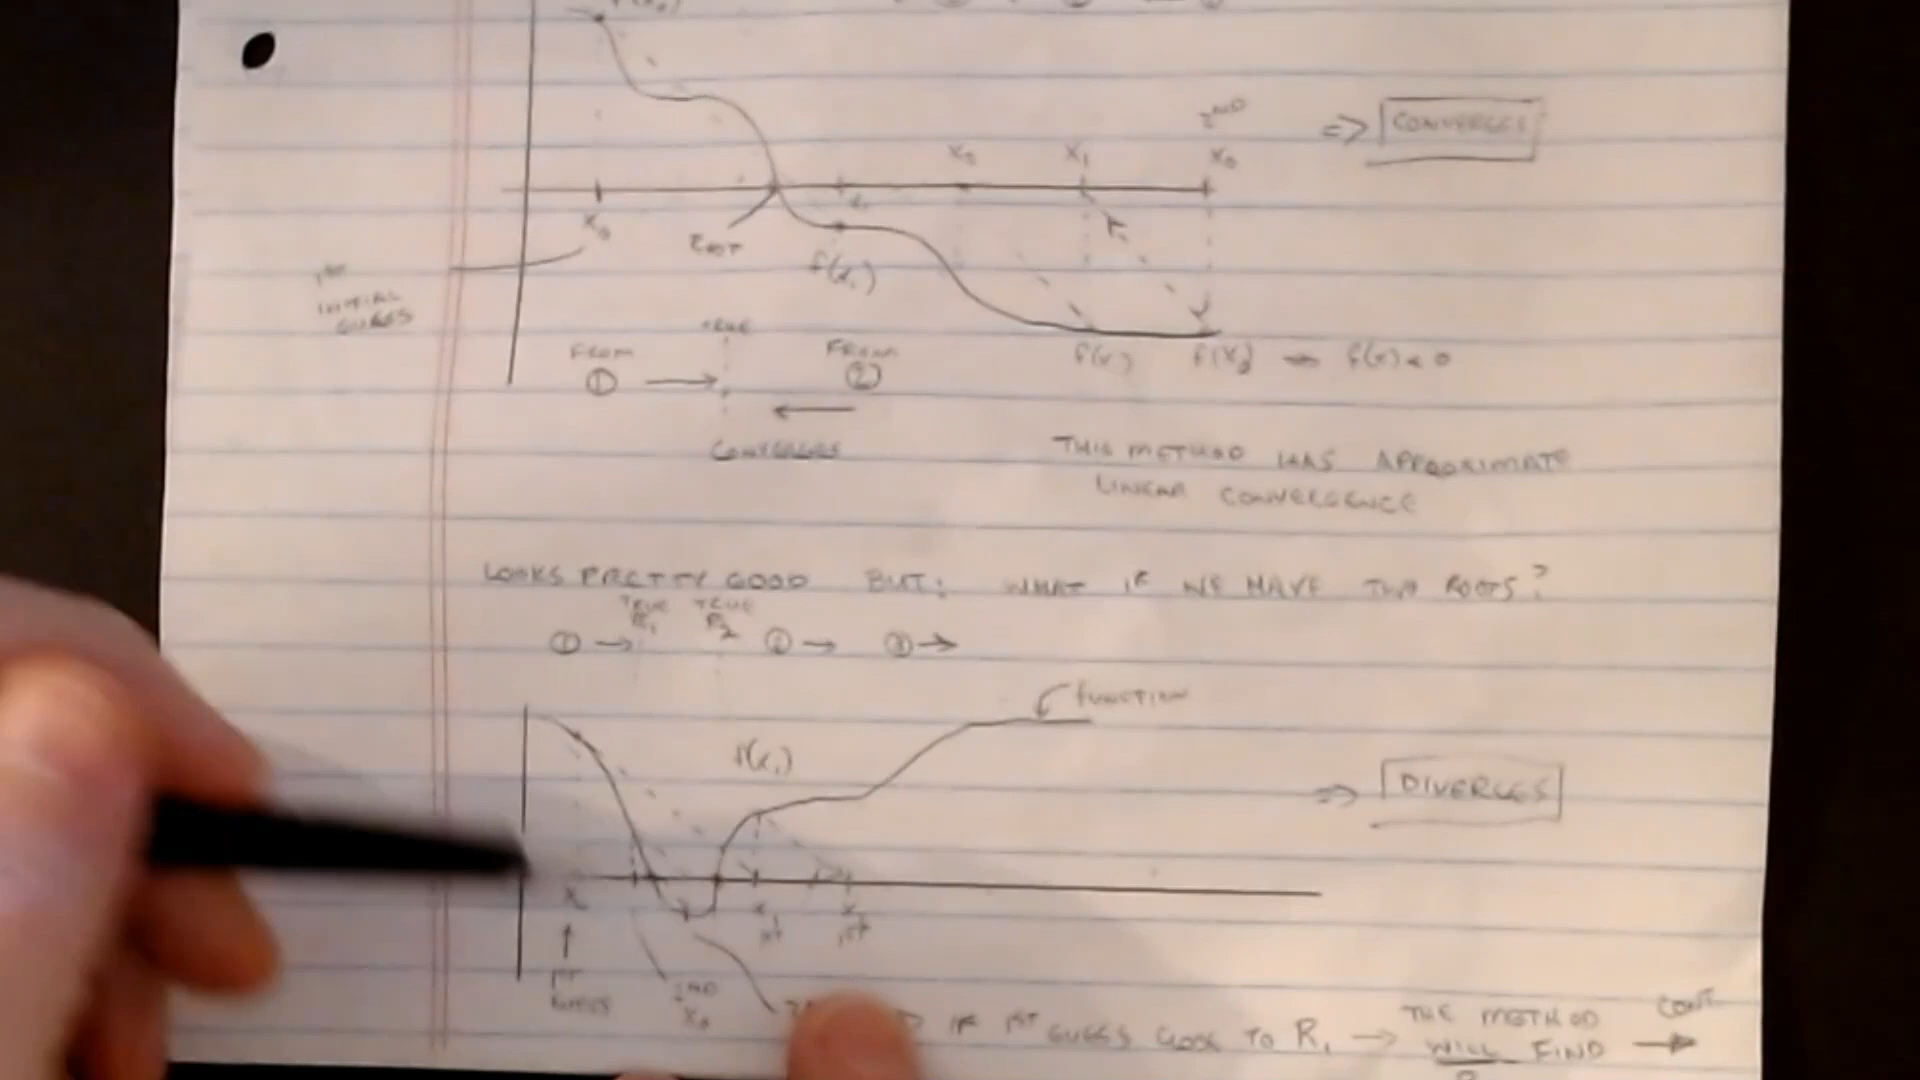 2ND
=> CONVERGES
x₀ x₁ x₀
x₀
ROOT
f(x₁)
1ST
INITIAL
GUESS
TRUE
FROM FROM
① → ②
←
f(x₁) f(x₀) f(x) < 0
CONVERGES
THIS METHOD HAS APPROXIMATE
LINEAR CONVERGENCE
LOOKS PRETTY GOOD BUT: WHAT IF WE HAVE TWO ROOTS?
TRUE TRUE
R₁ R₂
① → ② → ③ →
FUNCTION
f(x₁)
=> DIVERGES
1ST
GUESS
2ND
x₀
IF 1ST GUESS CLOSE TO R₁ → THE METHOD
WILL FIND
CONT
→